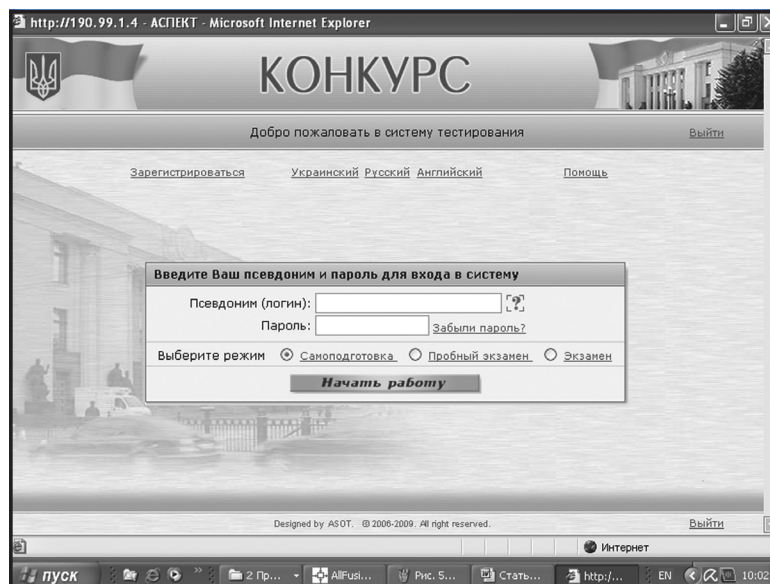 http://190.99.1.4 - АСПЕКТ - Microsoft Internet Explorer
КОНКУРС
Добро пожаловать в систему тестирования Выйти
Зарегистрироваться Украинский Русский Английский Помощь
Введите Ваш псевдоним и пароль для входа в систему
Псевдоним (логин): ?
Пароль: Забыли пароль?
Выберите режим Самоподготовка Пробный экзамен Экзамен
Начать работу
Designed by ASOT. © 2006-2009. All right reserved. Выйти
Интернет
пуск » 2 Пр... AllFusi... Рис. 5... Стать... http:/... EN 10:02